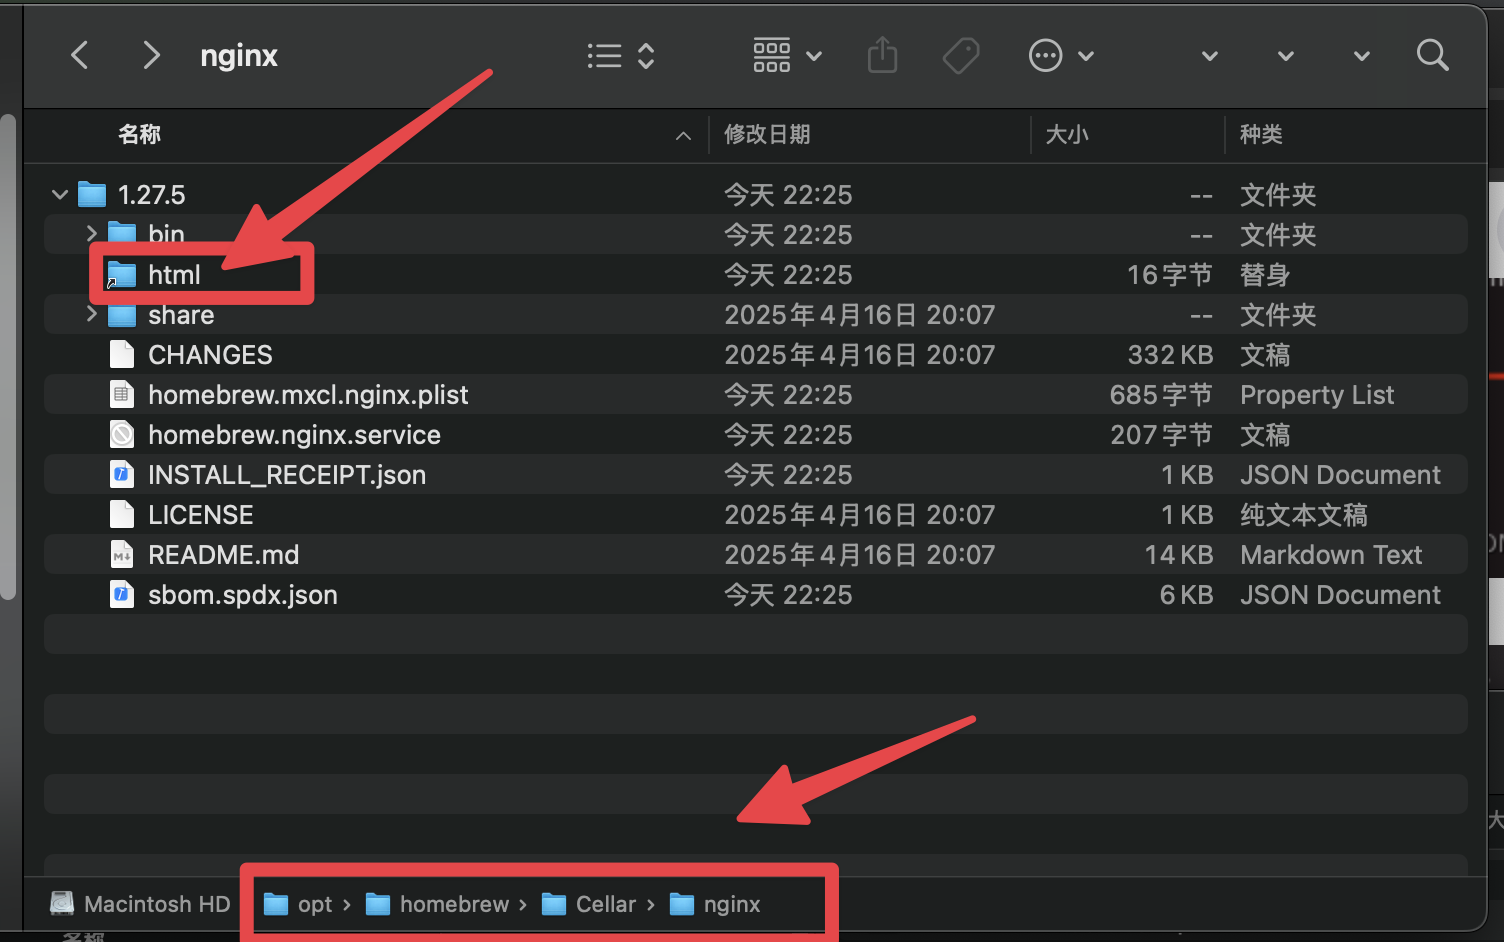 nginx
名称 修改日期 大小 种类
1.27.5 今天 22:25 -- 文件夹
bin 今天 22:25 -- 文件夹
html 今天 22:25 16 字节 替身
share 2025年4月16日 20:07 -- 文件夹
CHANGES 2025年4月16日 20:07 332 KB 文稿
homebrew.mxcl.nginx.plist 今天 22:25 685 字节 Property List
homebrew.nginx.service 今天 22:25 207 字节 文稿
INSTALL_RECEIPT.json 今天 22:25 1 KB JSON Document
LICENSE 2025年4月16日 20:07 1 KB 纯文本文稿
README.md 2025年4月16日 20:07 14 KB Markdown Text
sbom.spdx.json 今天 22:25 6 KB JSON Document
Macintosh HD opt › homebrew › Cellar › nginx